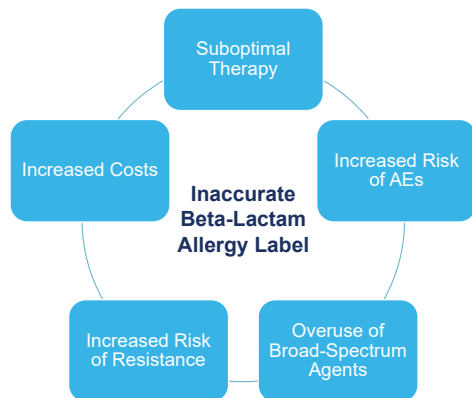 Suboptimal
Therapy
Increased Costs
Increased Risk
of AEs
Inaccurate
Beta-Lactam
Allergy Label
Increased Risk
of Resistance
Overuse of
Broad-Spectrum
Agents